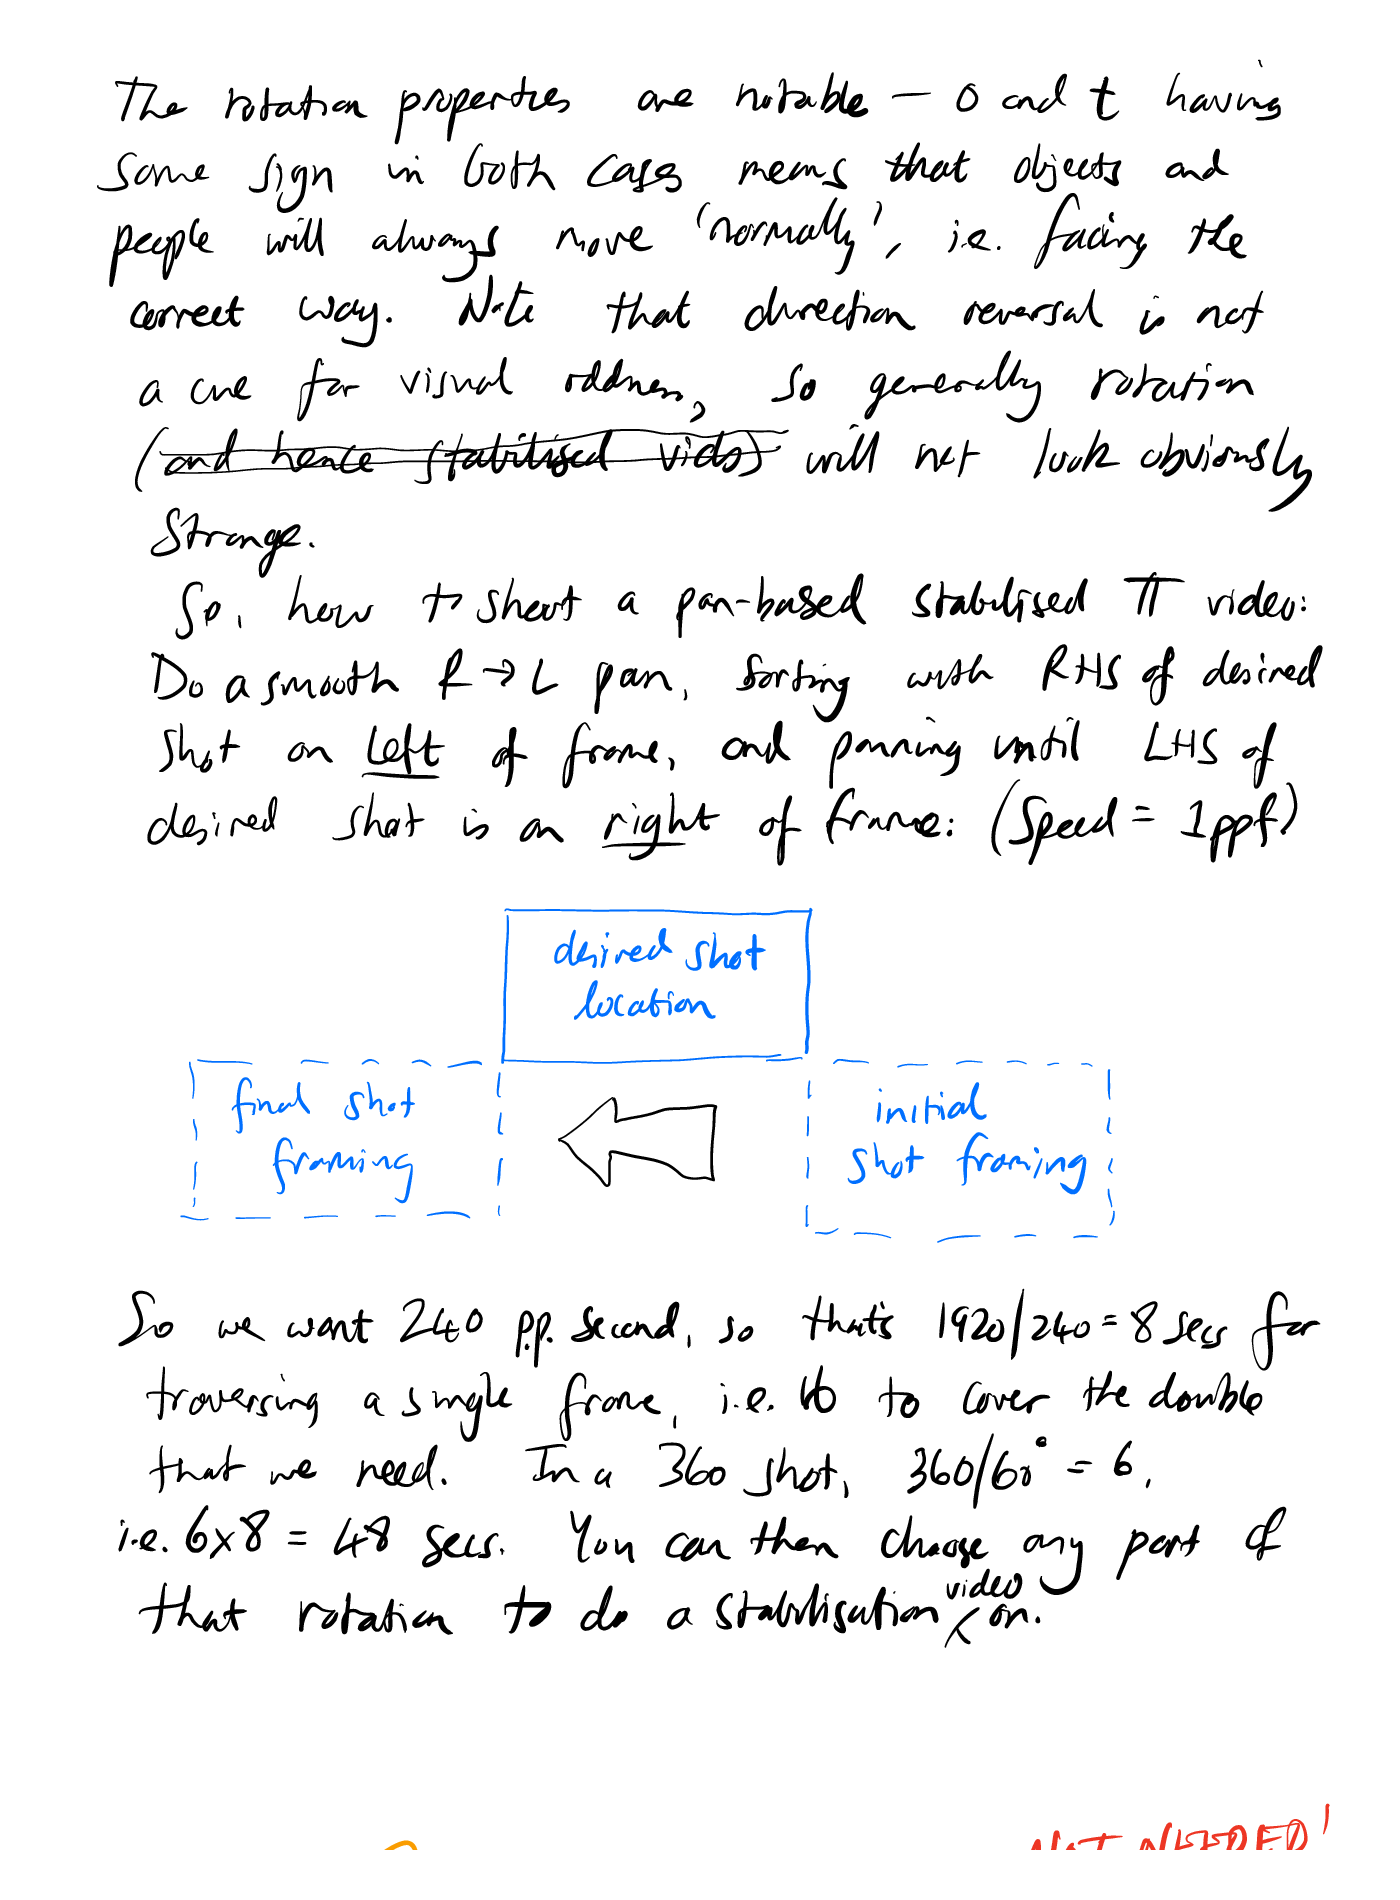 The rotation properties are notable — O and t having
same sign in both cases means that objects and
people will always move 'normally', i.e. facing the
correct way. Note that direction reversal is not
a cue for visual oddness, so generally rotation
(and hence stabilised vids) will not look obviously
strange.
So, how to shoot a pan-based stabilised π video:
Do a smooth R → L pan, starting with RHS of desired
shot on left of frame, and panning until LHS of
desired shot is on right of frame: (Speed = 1ppf)
desired shot
location
final shot
framing
initial
shot framing
So we want 240 p.p. second, so that's 1920/240 = 8 secs for
traversing a single frame, i.e. 16 to cover the double
that we need. In a 360 shot, 360/60° = 6,
i.e. 6x8 = 48 secs. You can then choose any part of
that rotation to do a stabilisation video on.
NOT NEEDED!